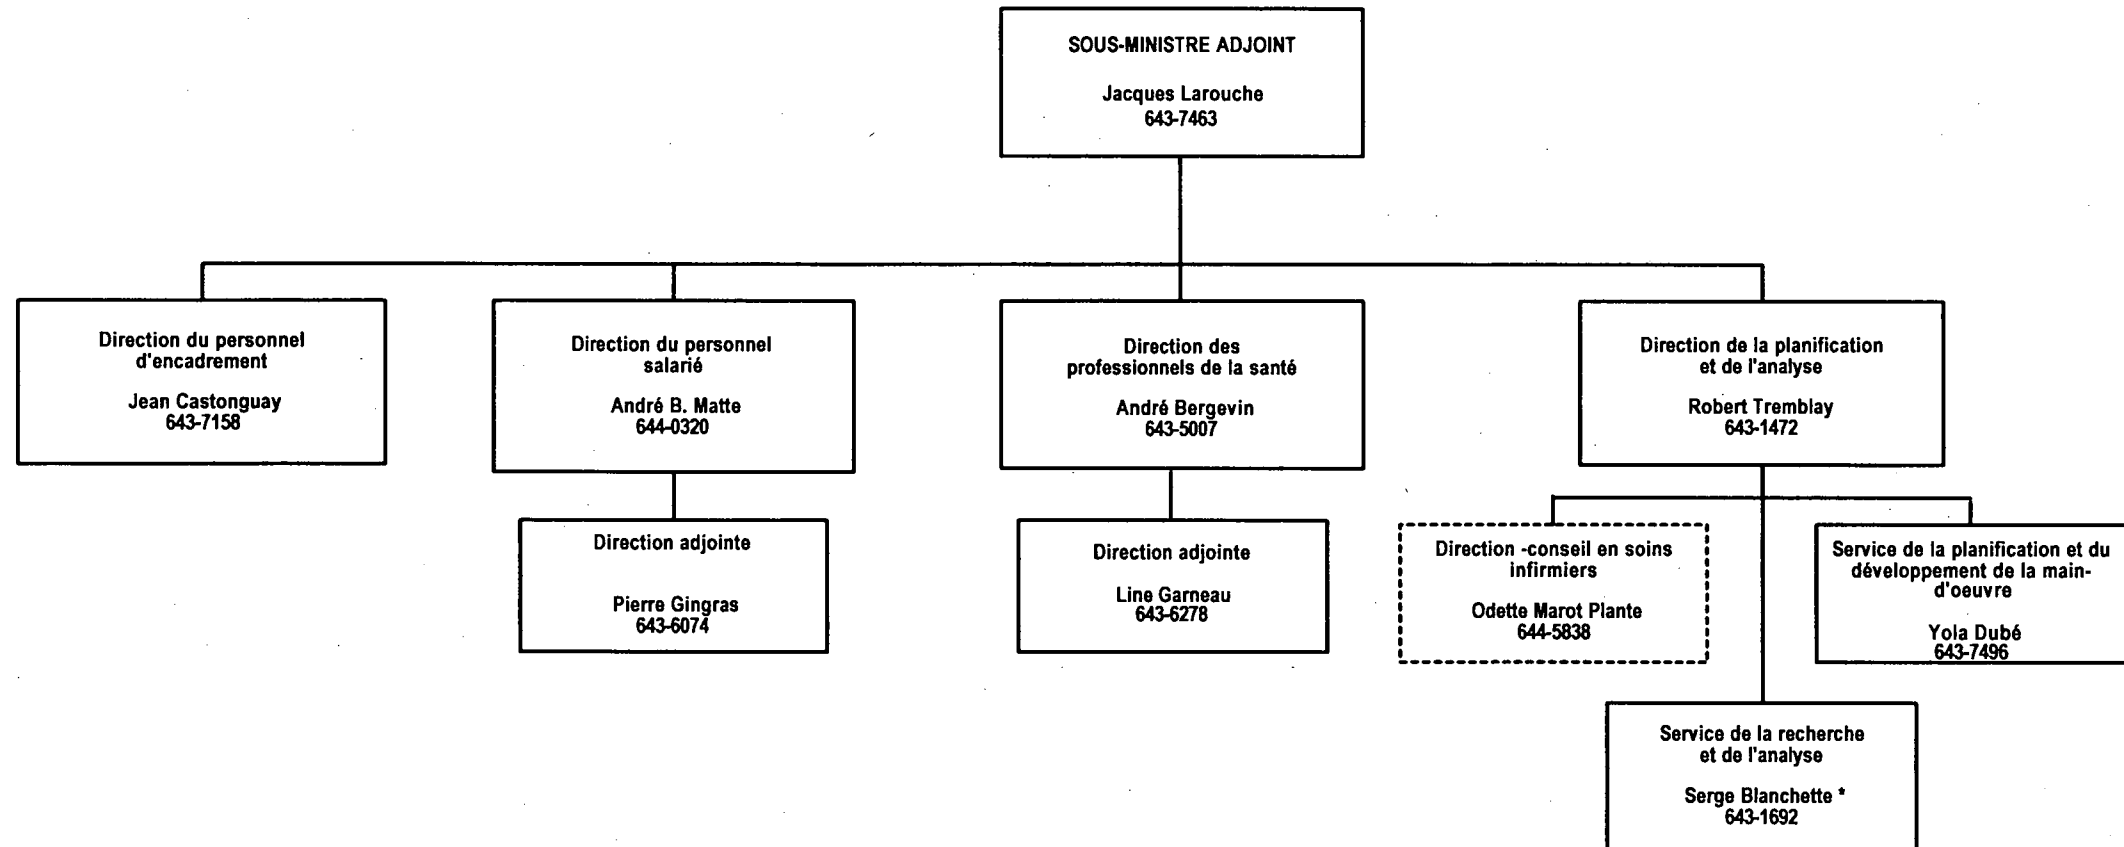 SOUS-MINISTRE ADJOINT
Jacques Larouche
643-7463
Direction du personnel
d'encadrement
Jean Castonguay
643-7158
Direction du personnel
salarié
André B. Matte
644-0320
Direction des
professionnels de la santé
André Bergevin
643-5007
Direction de la planification
et de l'analyse
Robert Tremblay
643-1472
Direction adjointe
Pierre Gingras
643-6074
Direction adjointe
Line Garneau
643-6278
Direction -conseil en soins
infirmiers
Odette Marot Plante
644-5838
Service de la planification et du
développement de la main-
d'oeuvre
Yola Dubé
643-7496
Service de la recherche
et de l'analyse
Serge Blanchette *
643-1692